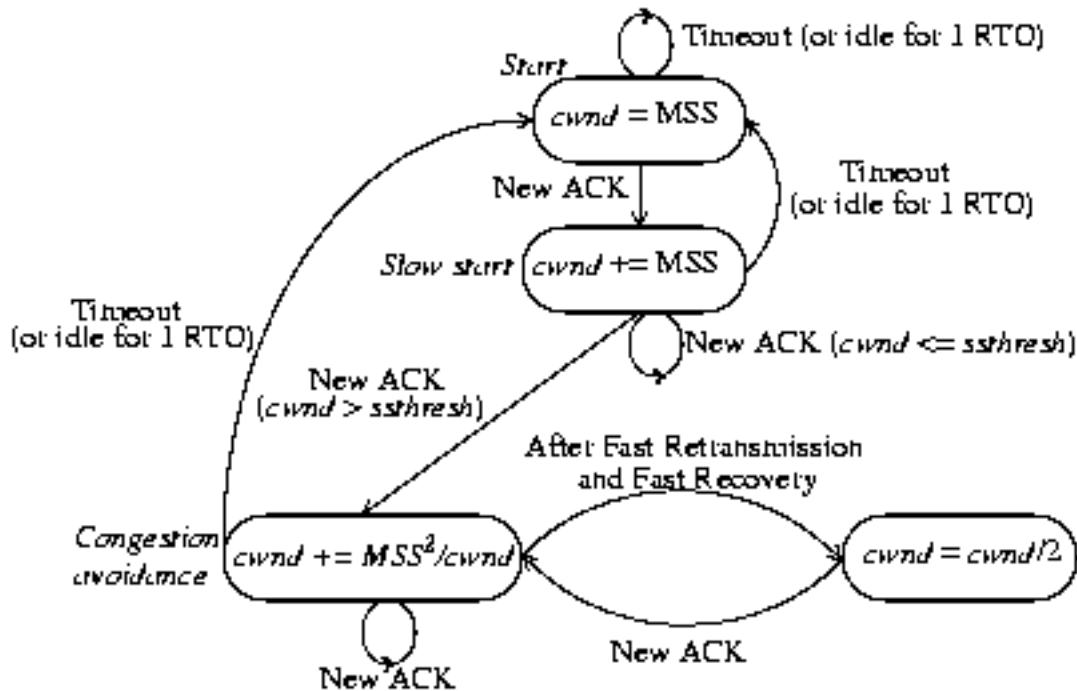 Timeout (or idle for 1 RTO)
Start
cwnd = MSS
New ACK
Timeout
(or idle for 1 RTO)
Slow start
cwnd += MSS
Timeout
(or idle for 1 RTO)
New ACK (cwnd <= ssthresh)
New ACK
(cwnd > ssthresh)
After Fast Retransmission
and Fast Recovery
Congestion
avoidance
cwnd += MSS²/cwnd
cwnd = cwnd/2
New ACK
New ACK